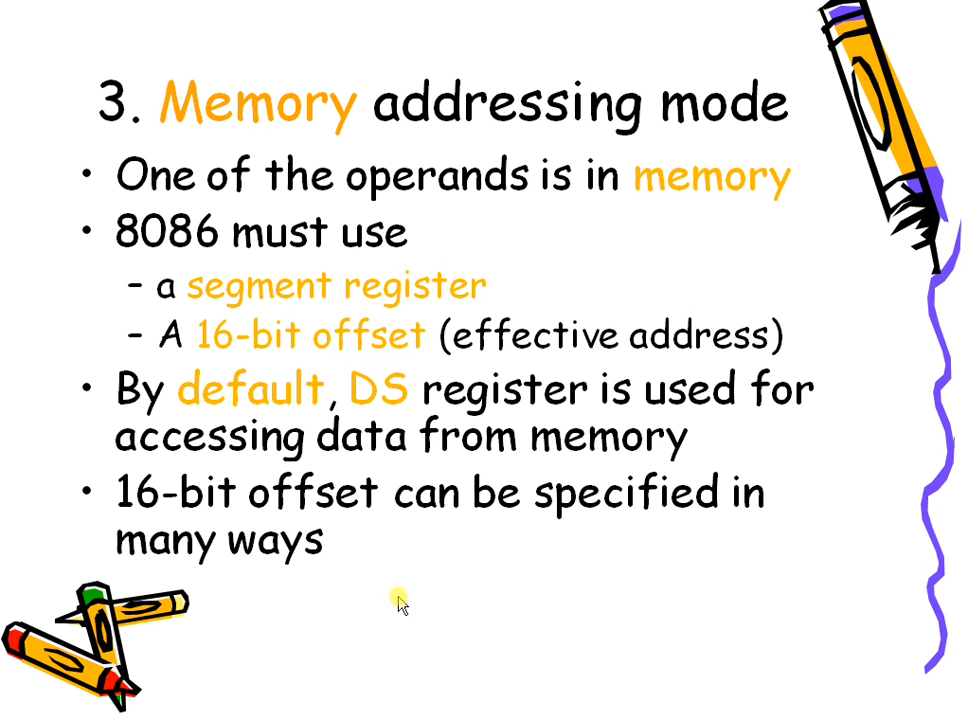 3. Memory addressing mode
• One of the operands is in memory
• 8086 must use
– a segment register
– A 16-bit offset (effective address)
• By default, DS register is used for
accessing data from memory
• 16-bit offset can be specified in
many ways